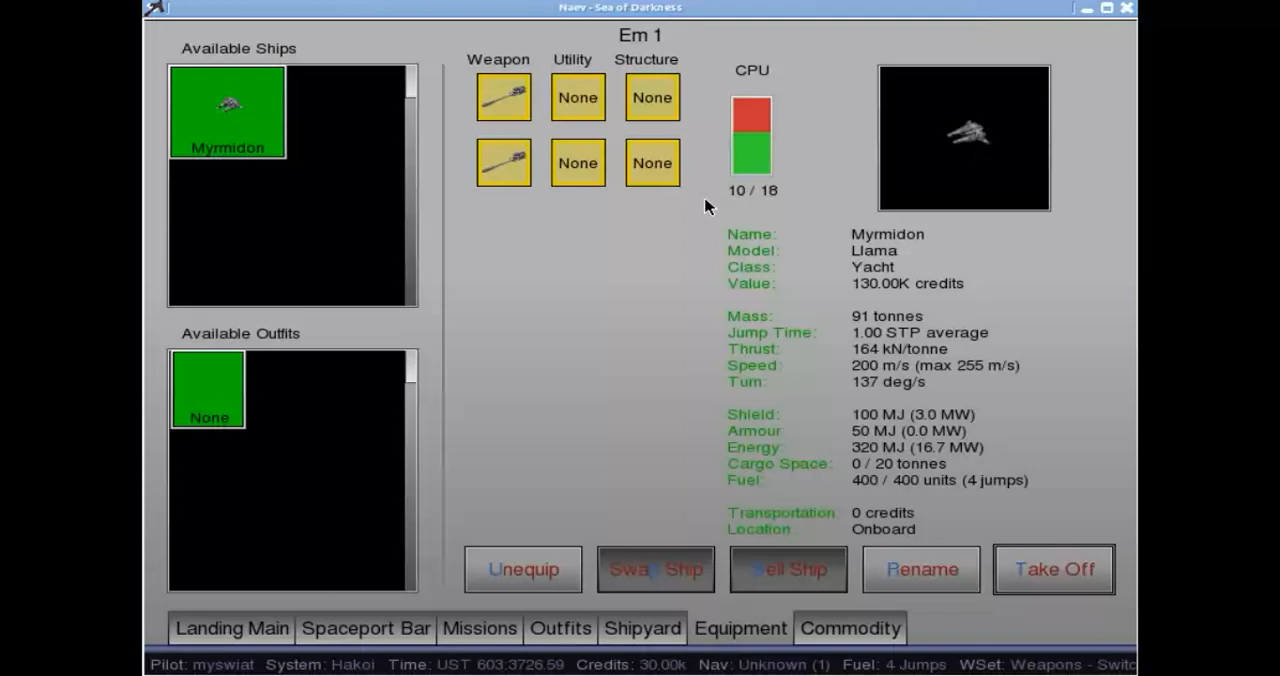 Naev - Sea of Darkness
Em 1
Available Ships
Myrmidon
Available Outfits
None
Weapon Utility Structure
None None
None None
CPU
10 / 18
Name: Myrmidon
Model: Llama
Class: Yacht
Value: 130.00K credits
Mass: 91 tonnes
Jump Time: 1.00 STP average
Thrust: 164 kN/tonne
Speed: 200 m/s (max 255 m/s)
Turn: 137 deg/s
Shield: 100 MJ (3.0 MW)
Armour 50 MJ (0.0 MW)
Energy: 320 MJ (16.7 MW)
Cargo Space: 0 / 20 tonnes
Fuel: 400 / 400 units (4 jumps)
Transportation: 0 credits
Location: Onboard
Unequip Swap Ship Sell Ship Rename Take Off
Landing Main Spaceport Bar Missions Outfits Shipyard Equipment Commodity
Pilot: myswiat System: Hakoi Time: UST 603:3726.59 Credits: 30.00k Nav: Unknown (1) Fuel: 4 Jumps WSet: Weapons - Switc